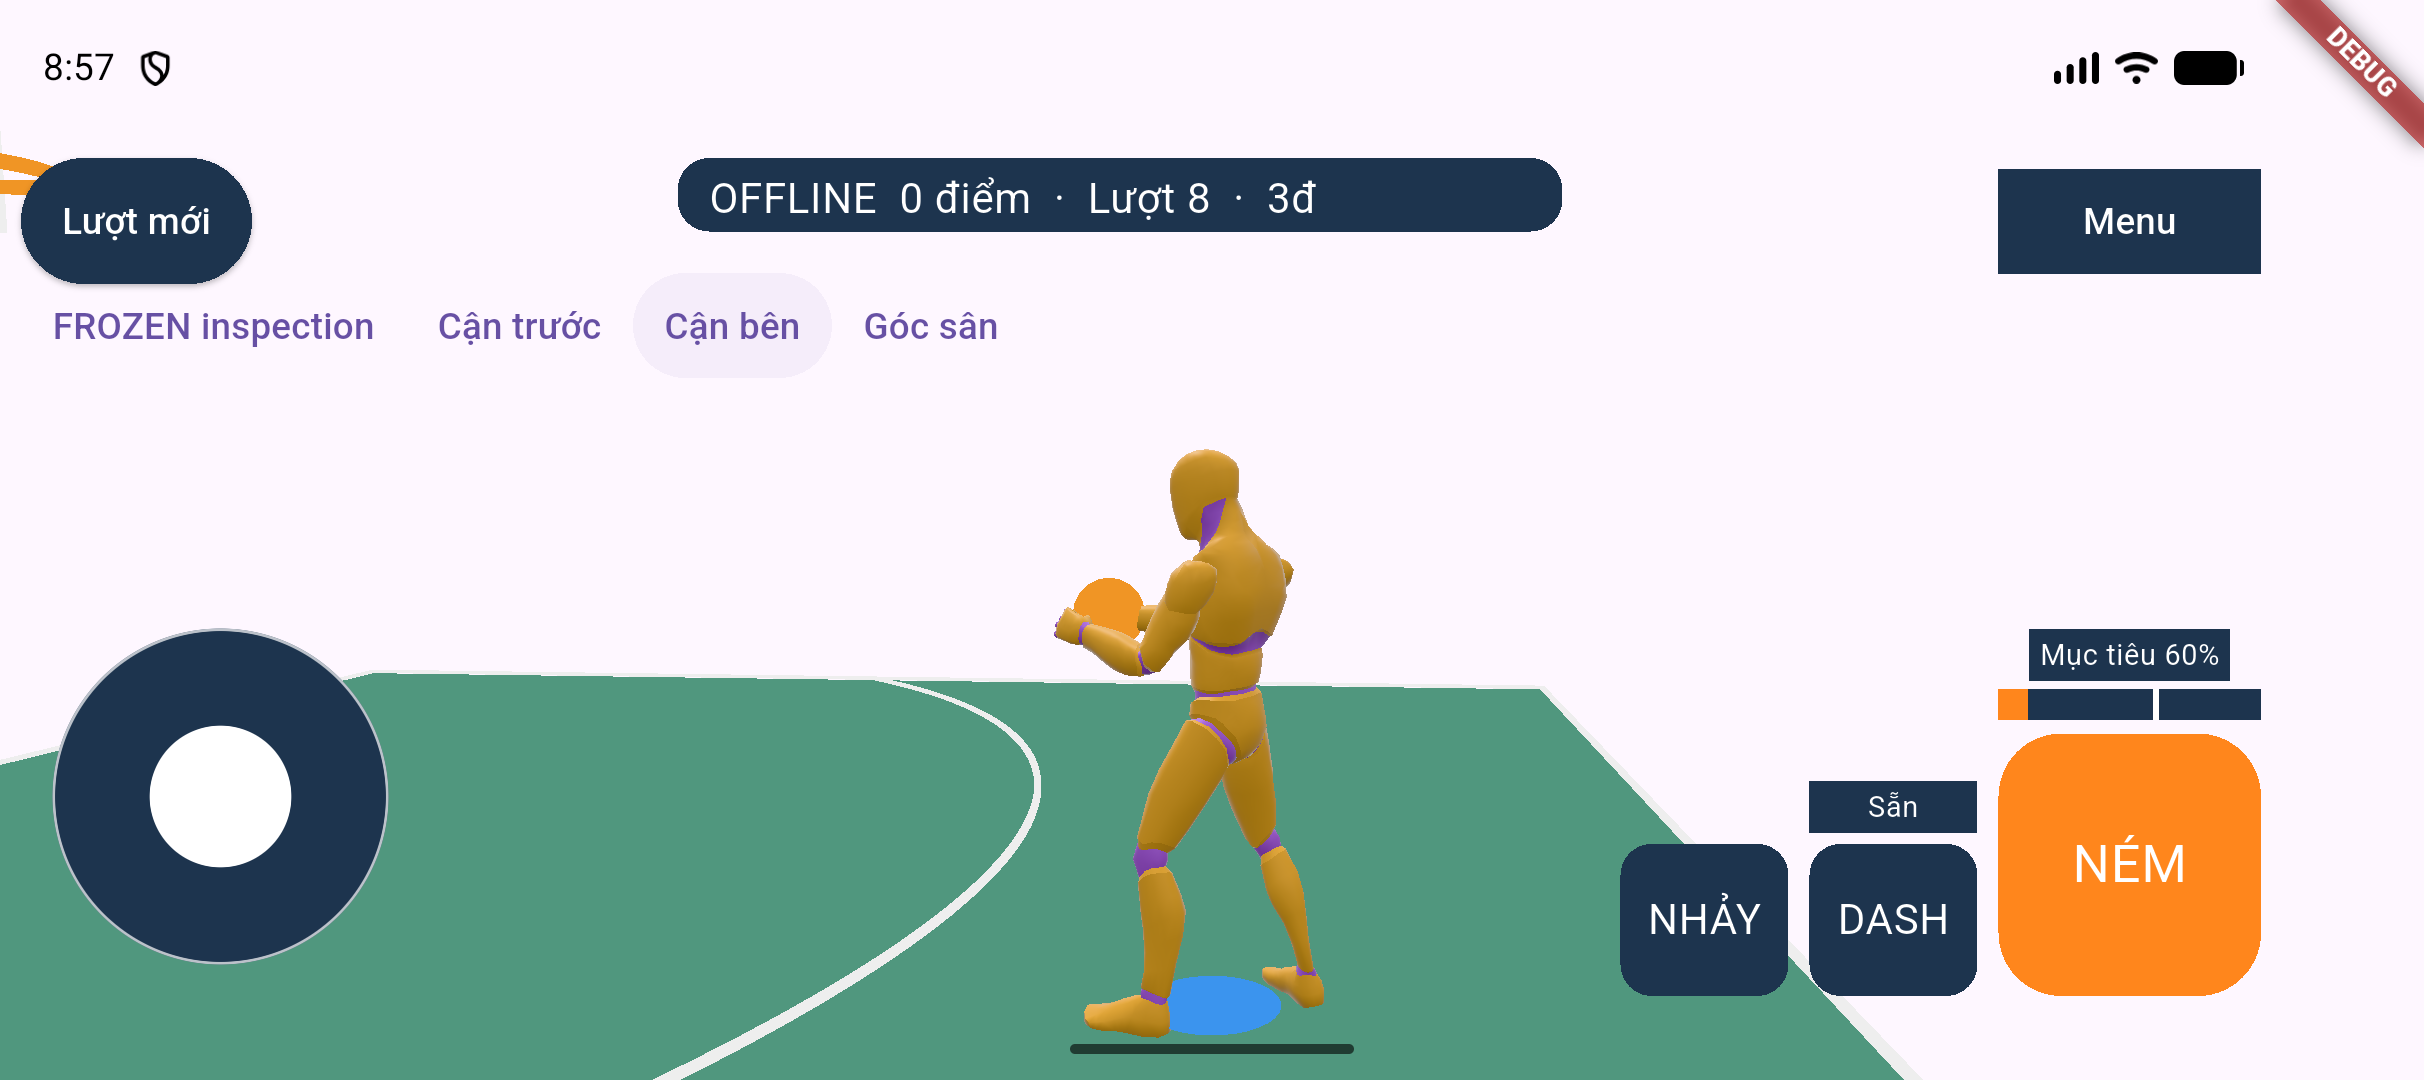 8:57
DEBUG
Lượt mới
OFFLINE 0 điểm · Lượt 8 · 3đ
Menu
FROZEN inspection Cận trước Cận bên Góc sân
Mục tiêu 60%
Sẵn
NÉM
NHẢY
DASH